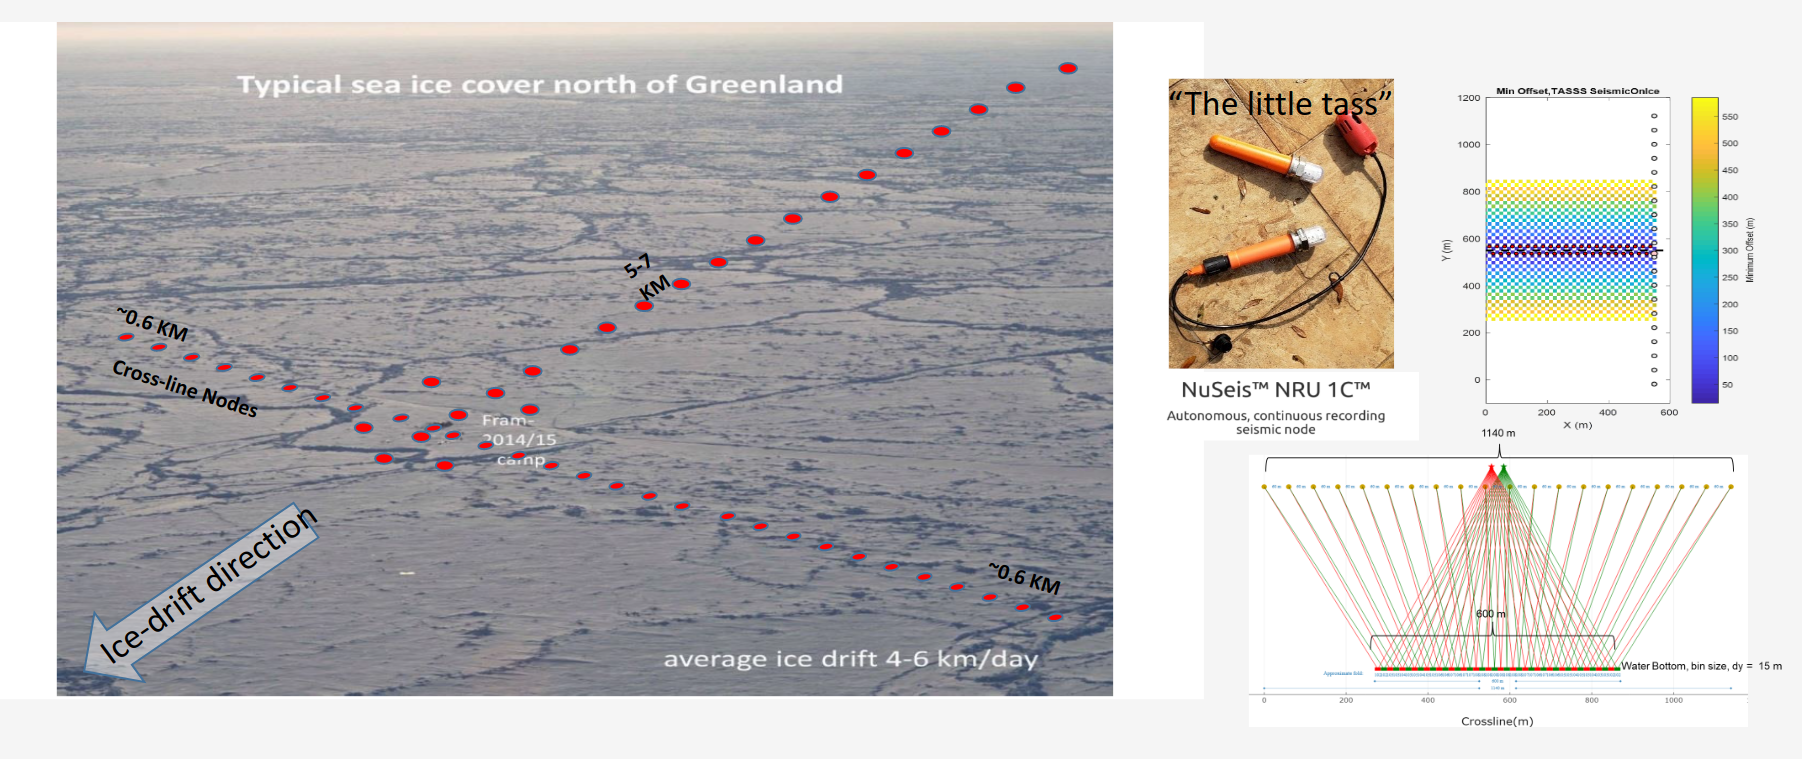 Typical sea ice cover north of Greenland
5-7
KM
~0.6 KM
Cross-line Nodes
Fram-
2014/15
camp
Ice-drift direction
~0.6 KM
average ice drift 4-6 km/day
“The little tass”
NuSeis™ NRU 1C™
Autonomous, continuous recording
seismic node
Min Offset,TASSS SeismicOnIce
1200
1000
800
600
400
200
0
Y (m)
0 200 400 600
X (m)
550
500
450
400
350
300
250
200
150
100
50
Minimum Offset (m)
1140 m
600 m
Water Bottom, bin size, dy = 15 m
Approximate fold:
600 m
1140 m
0 200 400 600 800 1000
Crossline(m)